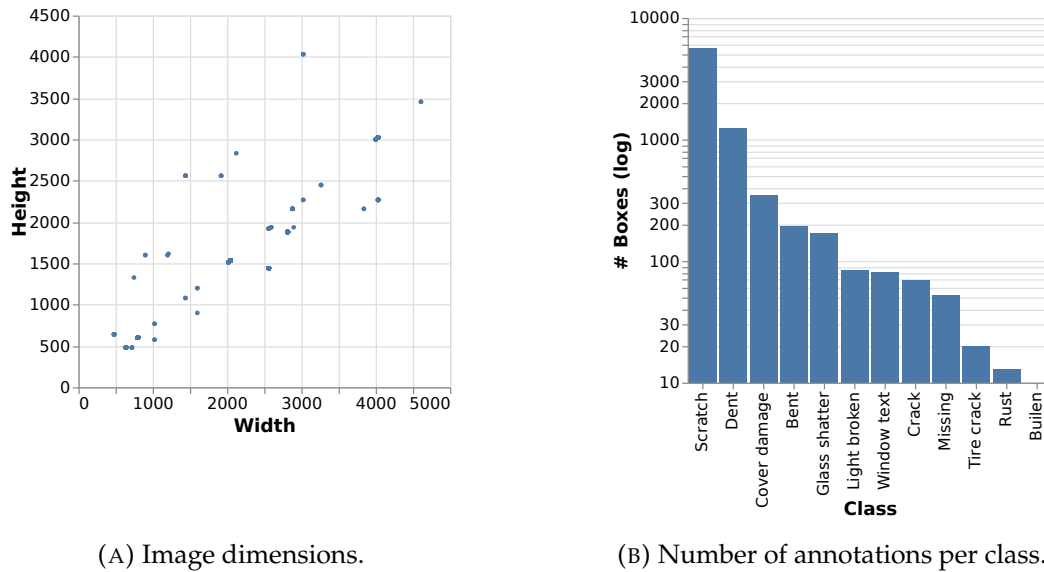 4500
4000
3500
3000
2500
2000
1500
1000
500
0
Height
0 1000 2000 3000 4000 5000
Width
(A) Image dimensions.
10000
3000
2000
1000
300
200
100
30
20
10
# Boxes (log)
Scratch
Dent
Cover damage
Bent
Glass shatter
Light broken
Window text
Crack
Missing
Tire crack
Rust
Builen
Class
(B) Number of annotations per class.